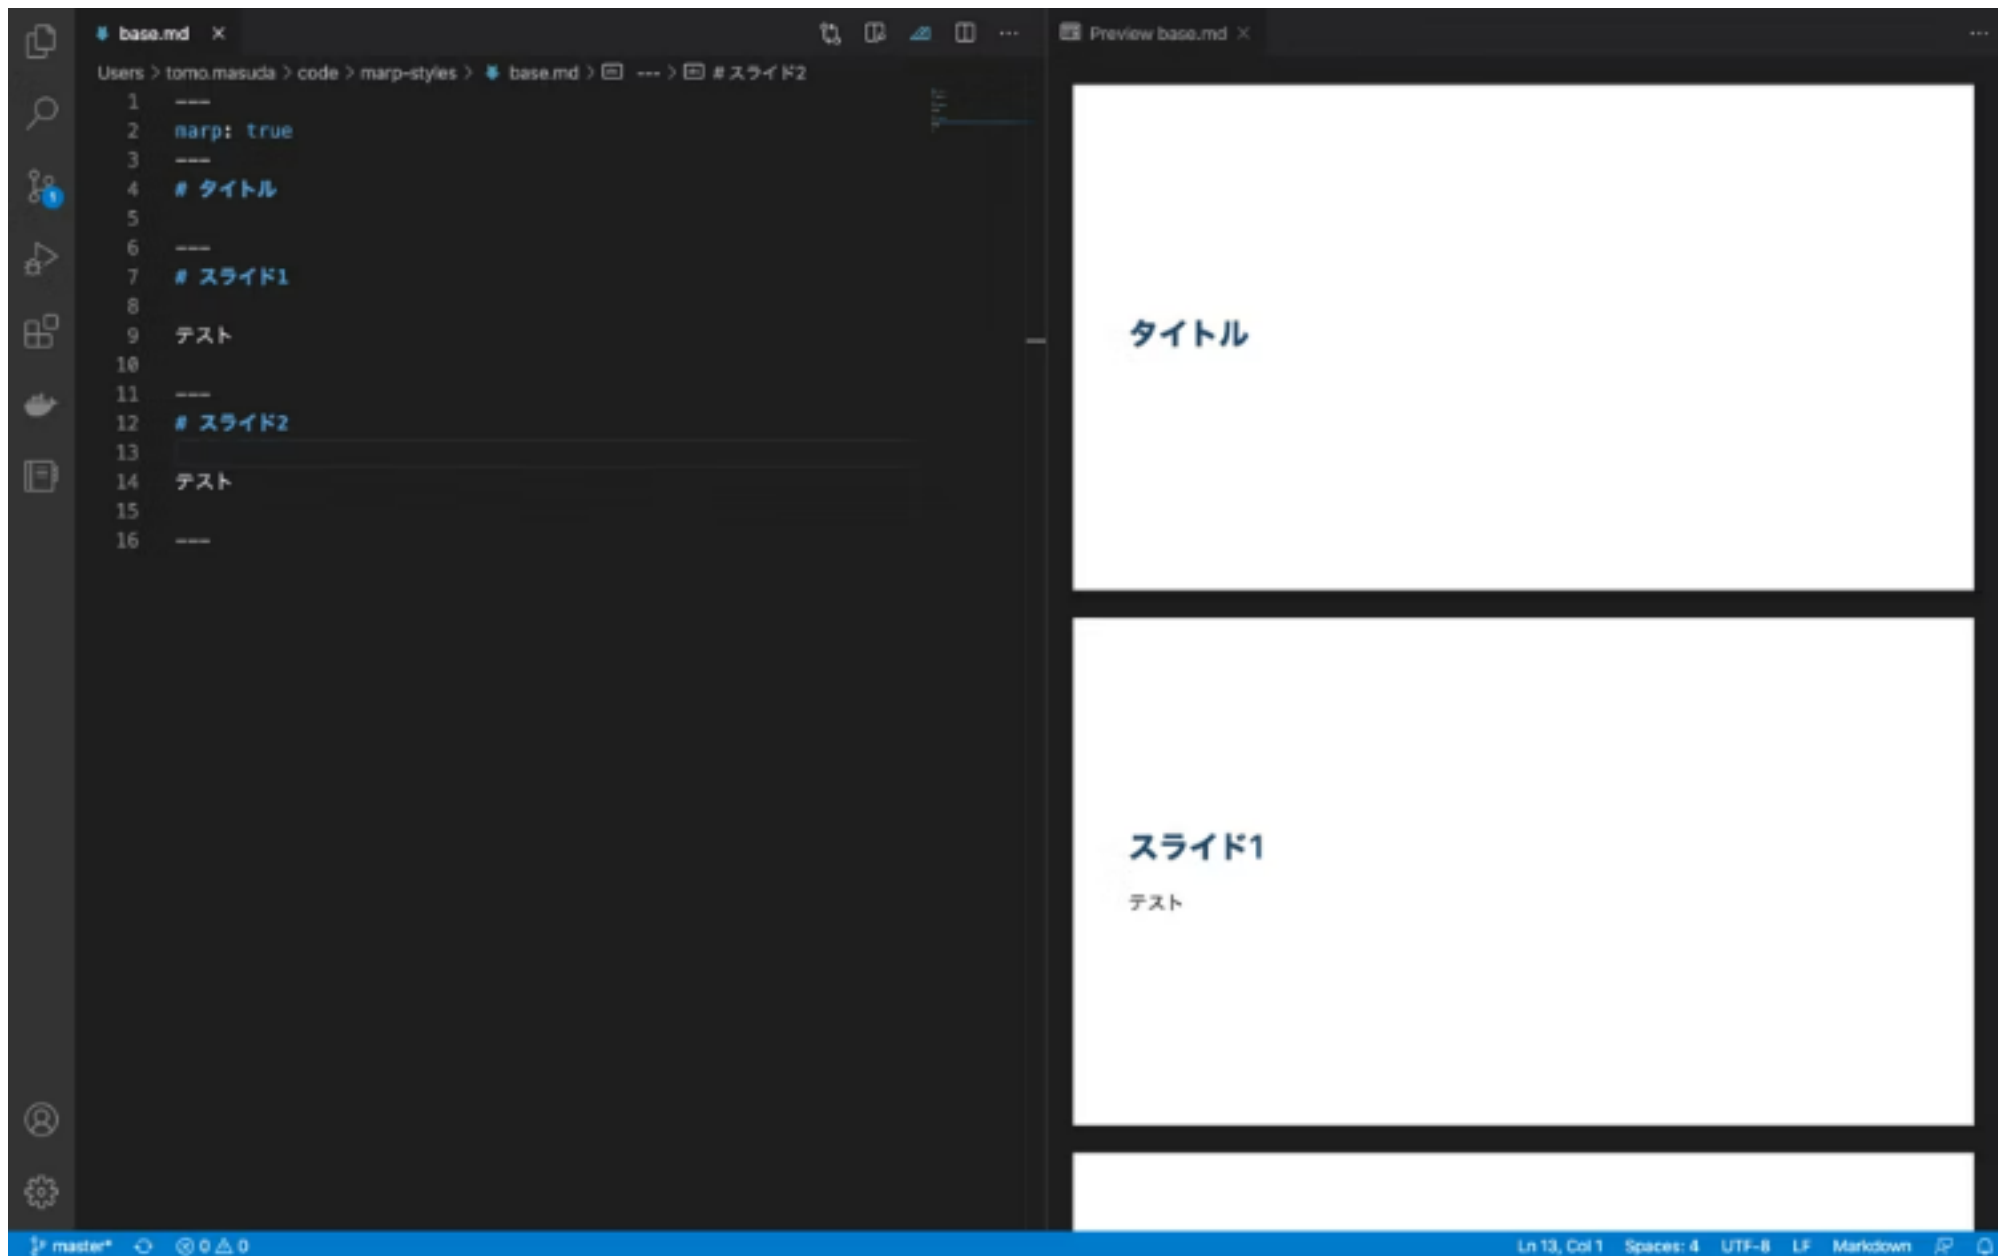 base.md
Preview base.md
Users > tomo.masuda > code > marp-styles > base.md > --- > # スライド2
1 ---
2 marp: true
3 ---
4 # タイトル
5
6 ---
7 # スライド1
8
9 テスト
10
11 ---
12 # スライド2
13
14 テスト
15
16 ---
タイトル
スライド1
テスト
1
master* 0 0
Ln 13, Col 1 Spaces: 4 UTF-8 LF Markdown